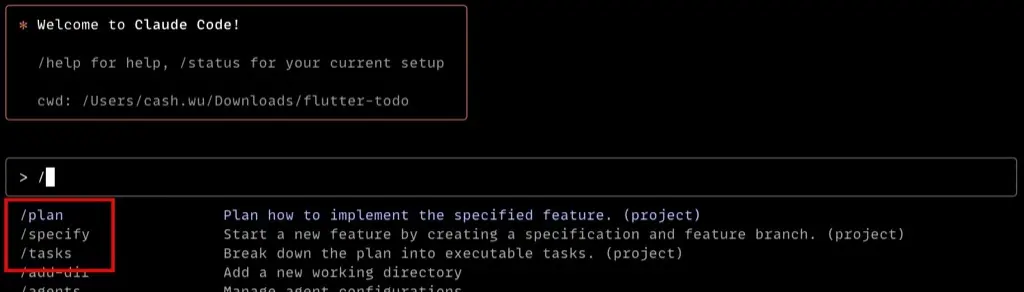 * Welcome to Claude Code!
/help for help, /status for your current setup
cwd: /Users/cash.wu/Downloads/flutter-todo
> /
/plan Plan how to implement the specified feature. (project)
/specify Start a new feature by creating a specification and feature branch. (project)
/tasks Break down the plan into executable tasks. (project)
/add-dir Add a new working directory
/agents Manage agent configurations